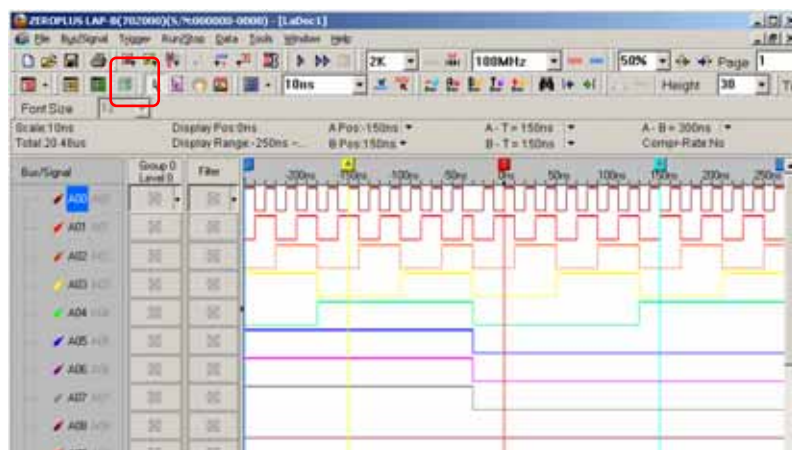 ZEROPLUS LAP-B(702000)(S/N:000000-0000) - [LaDoc1]
File Bus/Signal Trigger Run/Stop Data Tools Window Help
2K 100MHz 50% Page 1
10ns Height 30
Font Size
Scale:10ns Display Pos:0ns A Pos:-150ns A - T = 150ns A - B = 300ns
Total:20.48us Display Range:-250ns ~ B Pos:150ns B - T = 150ns Compr-Rate:No
Bus/Signal Group 0 Level 0 Filter -200ns -150ns -100ns -50ns 0ns 50ns 100ns 150ns 200ns 250ns
A00
A01
A02
A03
A04
A05
A06
A07
A08